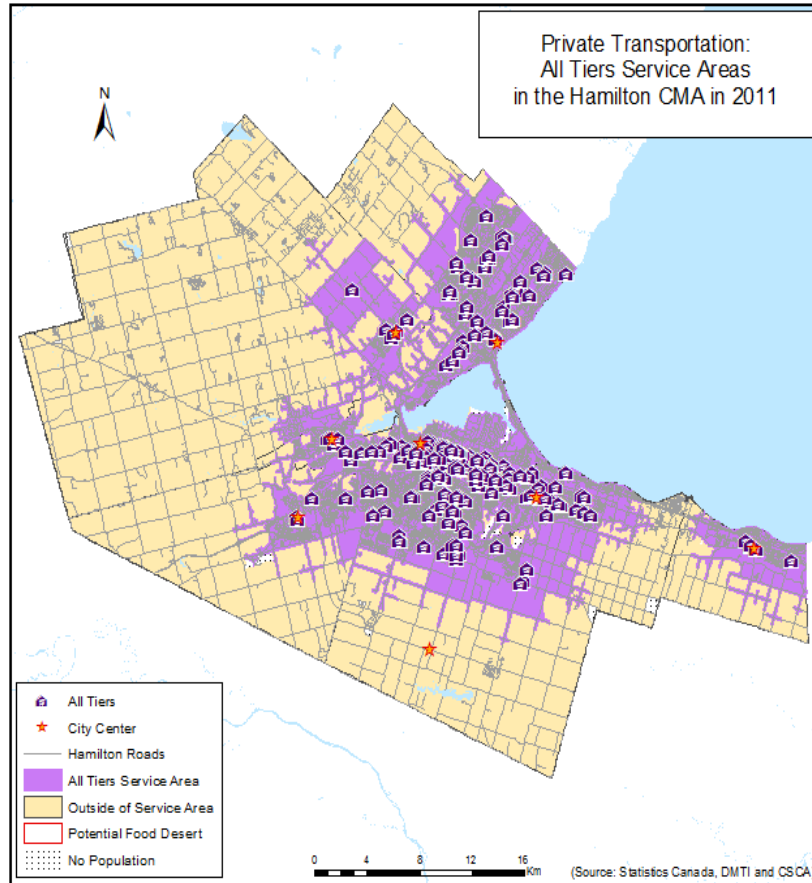 Private Transportation:
All Tiers Service Areas
in the Hamilton CMA in 2011
N
All Tiers
City Center
Hamilton Roads
All Tiers Service Area
Outside of Service Area
Potential Food Desert
No Population
0 4 8 12 16
Km
(Source: Statistics Canada, DMTI and CSCA